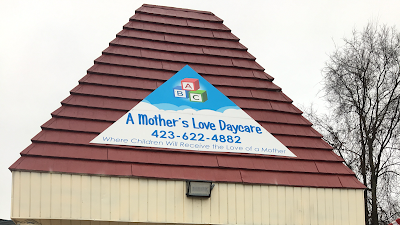 A
B C
A Mother's Love Daycare
423-622-4882
Where Children Will Receive the Love of a Mother